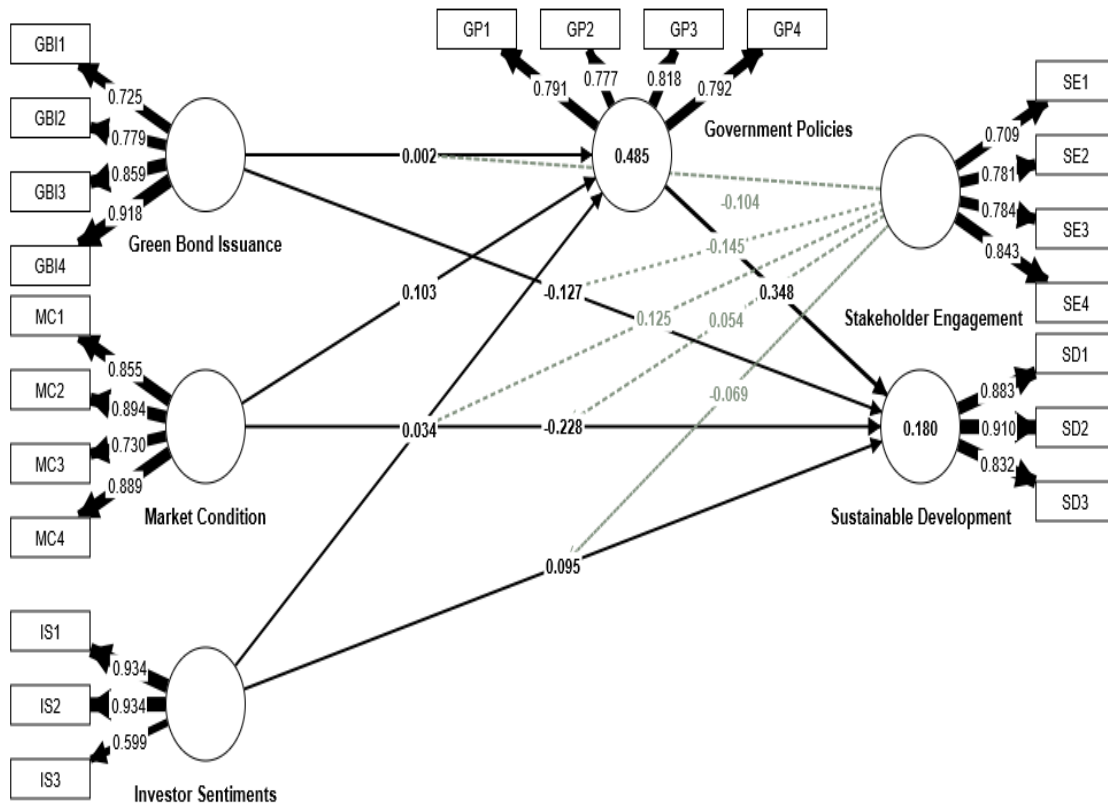 GP1
GP2
GP3
GP4
GBI1
0.791
0.777
0.818
0.792
SE1
0.725
GBI2
0.779
GBI3
0.859
0.918
GBI4
Green Bond Issuance
0.002
0.485
Government Policies
0.709
SE2
0.781
0.784
SE3
0.843
SE4
Stakeholder Engagement
-0.104
-0.145
MC1
0.855
MC2
0.894
MC3
0.730
0.889
MC4
Market Condition
0.103
-0.127
0.348
0.125
0.054
-0.069
0.034
-0.228
0.180
SD1
0.883
0.910
SD2
0.832
SD3
Sustainable Development
0.095
IS1
0.934
IS2
0.934
0.599
IS3
Investor Sentiments